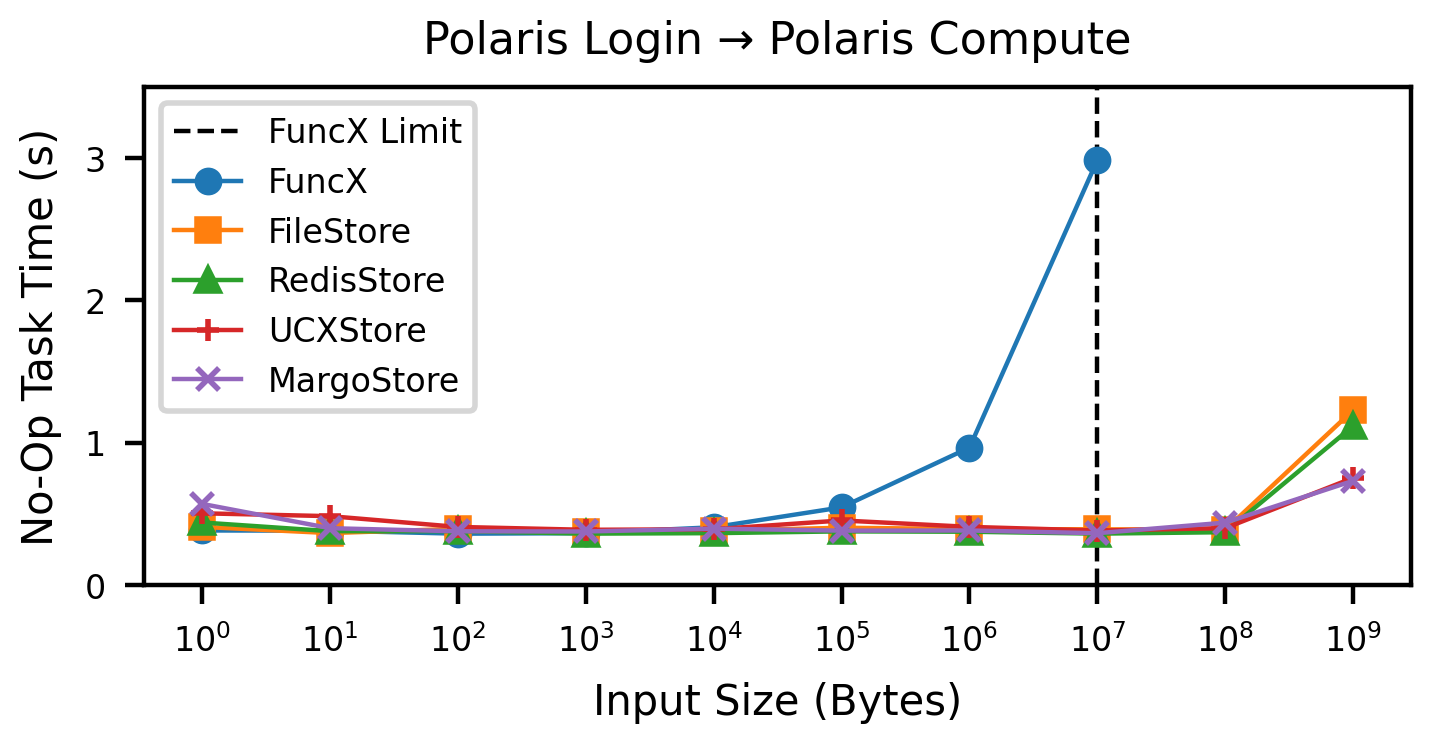 Polaris Login → Polaris Compute
No-Op Task Time (s)
3
2
1
0
FuncX Limit
FuncX
FileStore
RedisStore
UCXStore
MargoStore
10⁰ 10¹ 10² 10³ 10⁴ 10⁵ 10⁶ 10⁷ 10⁸ 10⁹
Input Size (Bytes)